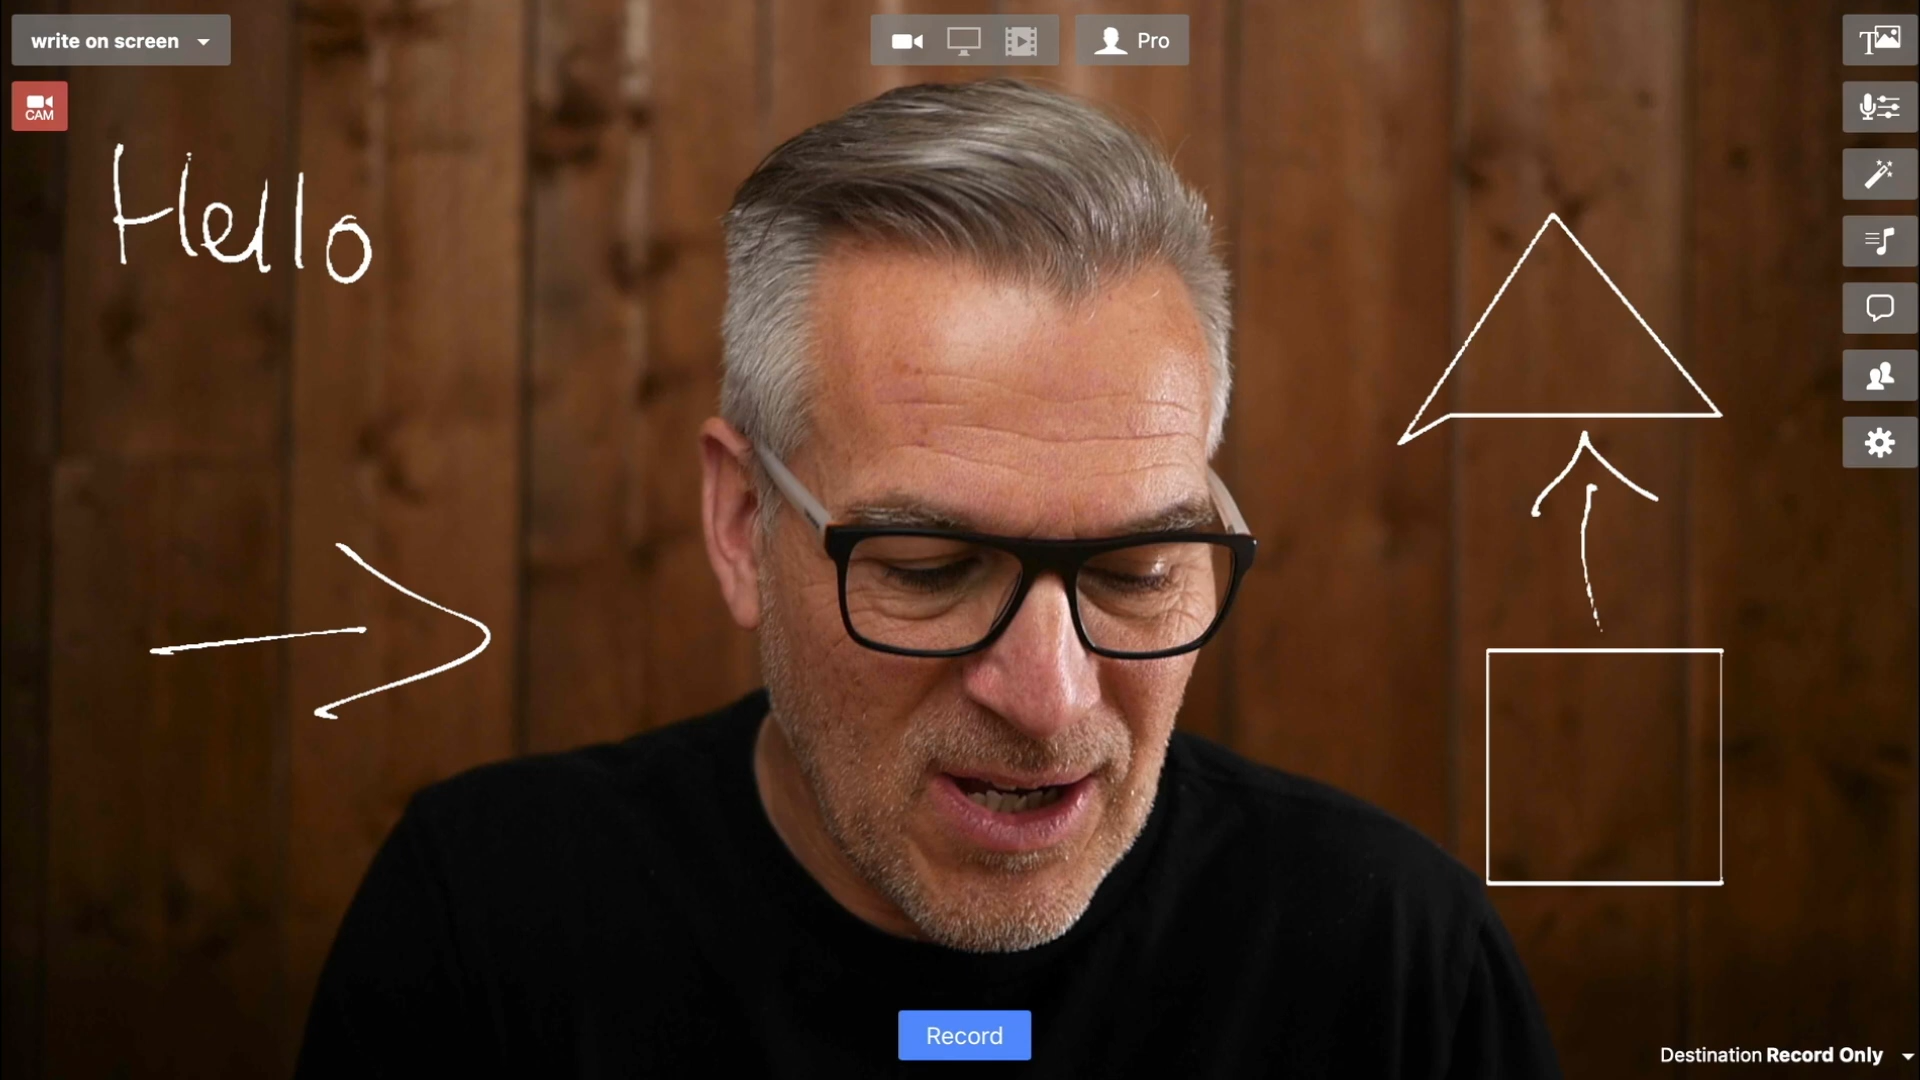 write on screen
Pro
CAM
Hello
Record
Destination Record Only